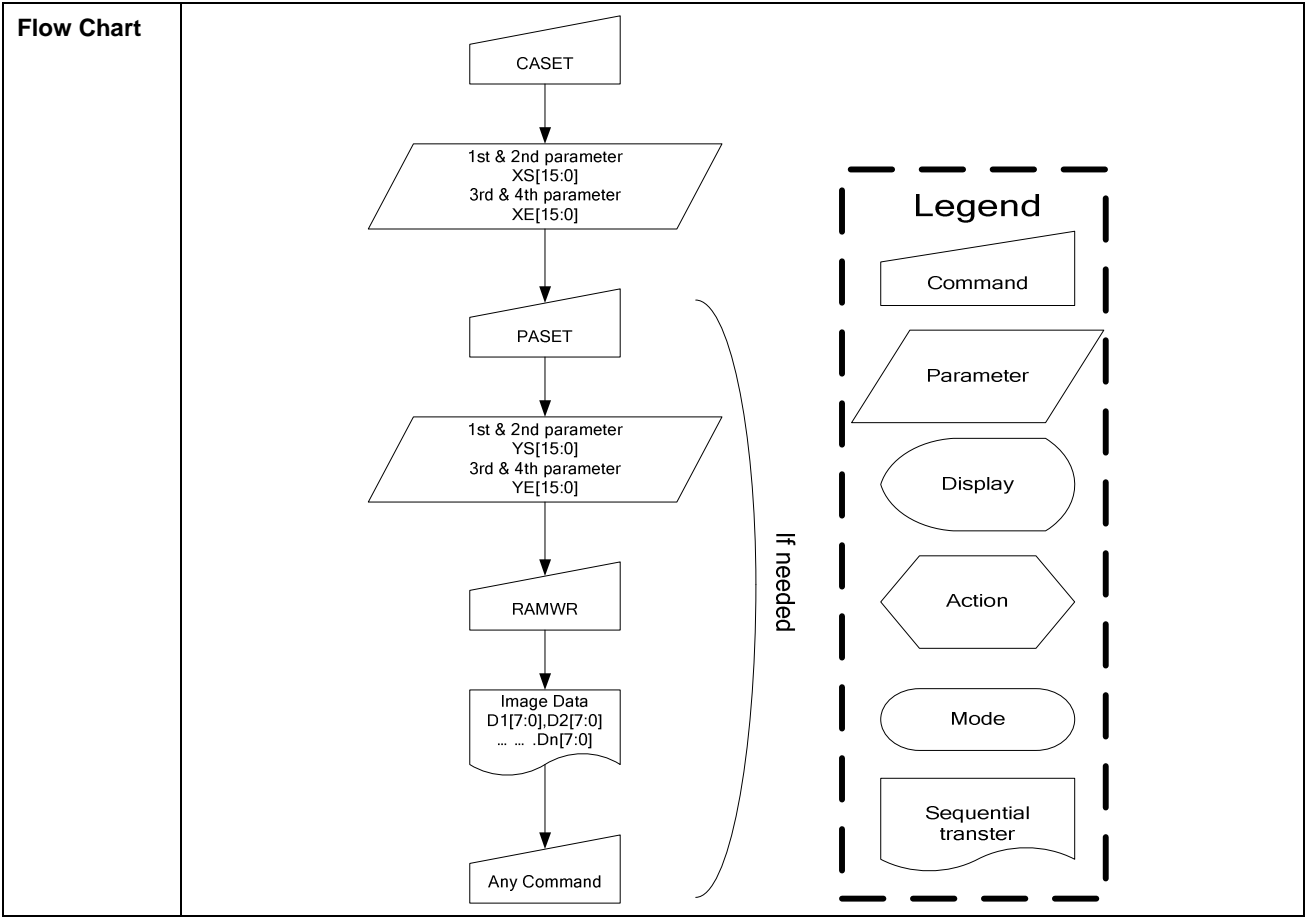 Flow Chart
CASET
1st & 2nd parameter
XS[15:0]
3rd & 4th parameter
XE[15:0]
PASET
1st & 2nd parameter
YS[15:0]
3rd & 4th parameter
YE[15:0]
RAMWR
Image Data
D1[7:0],D2[7:0]
... ... .Dn[7:0]
Any Command
If needed
Legend
Command
Parameter
Display
Action
Mode
Sequential
transter